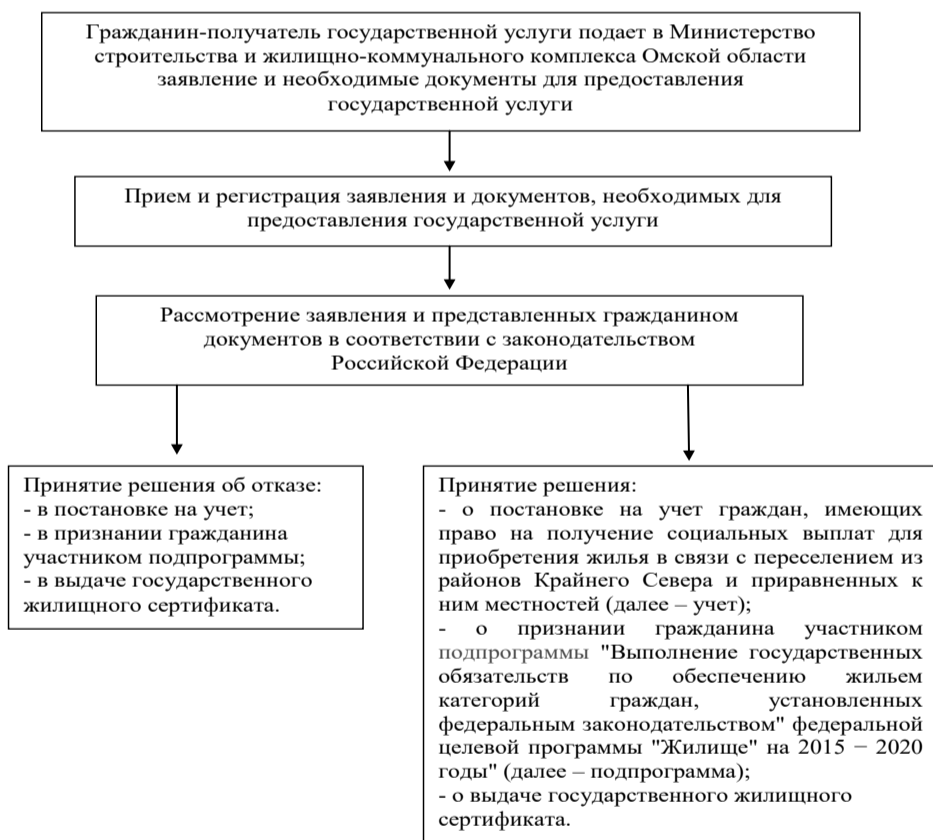 Гражданин-получатель государственной услуги подает в Министерство
строительства и жилищно-коммунального комплекса Омской области
заявление и необходимые документы для предоставления
государственной услуги
Прием и регистрация заявления и документов, необходимых для
предоставления государственной услуги
Рассмотрение заявления и представленных гражданином
документов в соответствии с законодательством
Российской Федерации
Принятие решения об отказе:
- в постановке на учет;
- в признании гражданина
участником подпрограммы;
- в выдаче государственного
жилищного сертификата.
Принятие решения:
- о постановке на учет граждан, имеющих
право на получение социальных выплат для
приобретения жилья в связи с переселением из
районов Крайнего Севера и приравненных к
ним местностей (далее – учет);
- о признании гражданина участником
подпрограммы "Выполнение государственных
обязательств по обеспечению жильем
категорий граждан, установленных
федеральным законодательством" федеральной
целевой программы "Жилище" на 2015 − 2020
годы" (далее – подпрограмма);
- о выдаче государственного жилищного
сертификата.